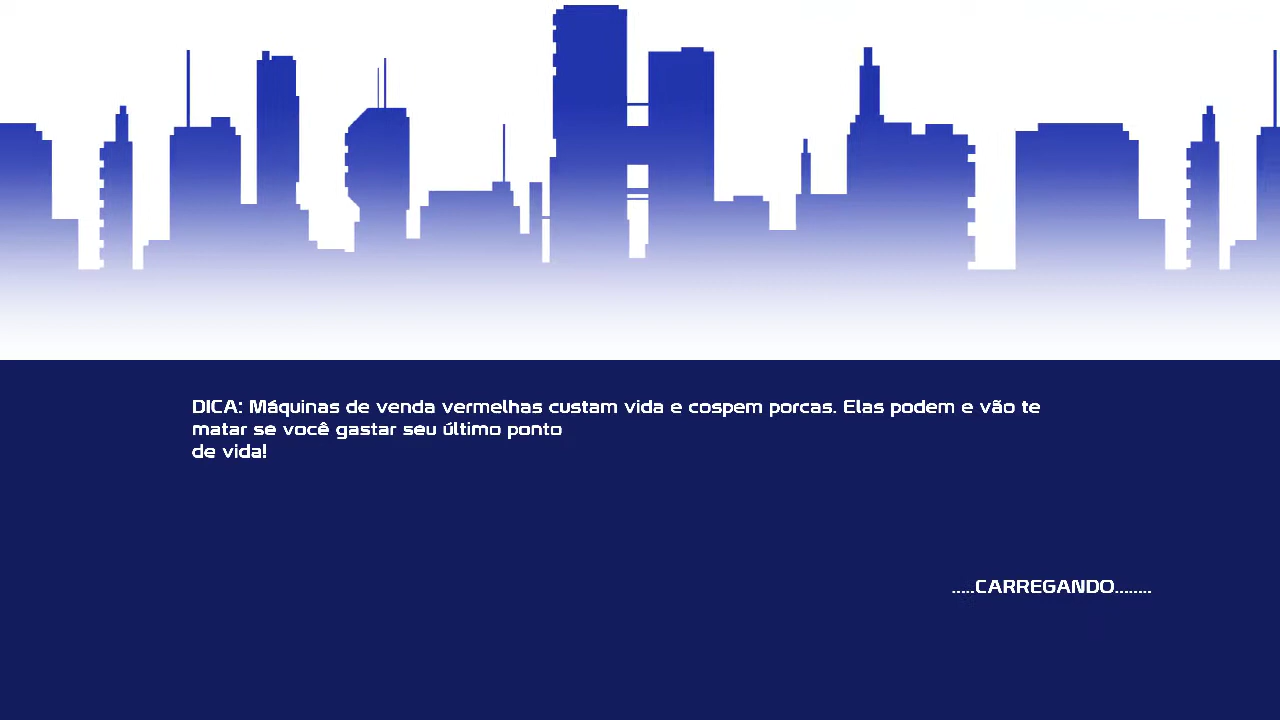 DICA: Máquinas de venda vermelhas custam vida e cospem porcas. Elas podem e vão te
matar se você gastar seu último ponto
de vida!
.....CARREGANDO........